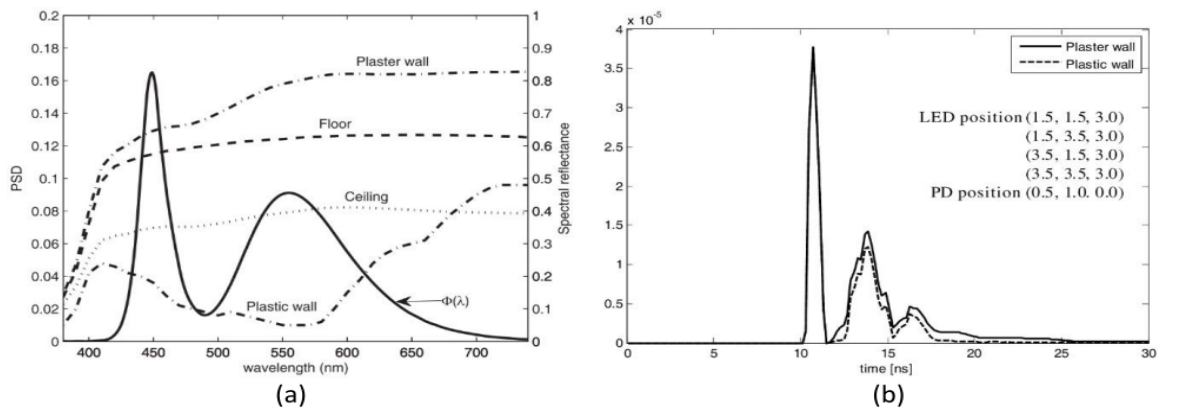 0.2
0.18
0.16
0.14
0.12
0.1
0.08
0.06
0.04
0.02
0
PSD
400 450 500 550 600 650 700
wavelength (nm)
1
0.9
0.8
0.7
0.6
0.5
0.4
0.3
0.2
0.1
0
Spectral reflectance
Plaster wall
Floor
Ceiling
Plastic wall
Φ(λ)
(a)
4 x 10⁻⁵
3.5
3
2.5
2
1.5
1
0.5
0
0 5 10 15 20 25 30
time [ns]
Plaster wall
Plastic wall
LED position (1.5, 1.5, 3.0)
(1.5, 3.5, 3.0)
(3.5, 1.5, 3.0)
(3.5, 3.5, 3.0)
PD position (0.5, 1.0. 0.0)
(b)